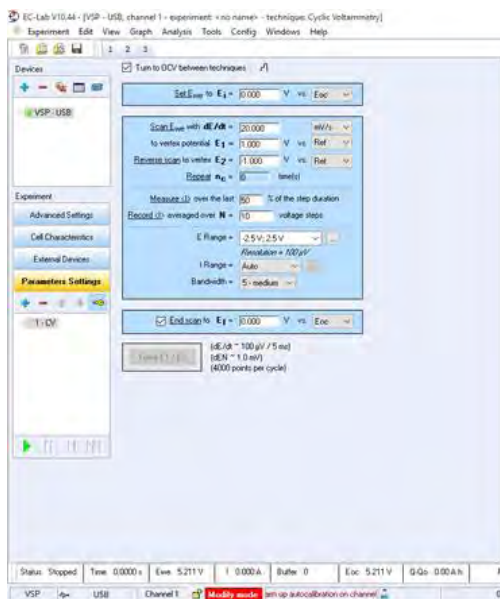 EC-Lab V10.44 - [VSP - USB, channel 1 - experiment: <no name> - technique: Cyclic Voltammetry]
Experiment Edit View Graph Analysis Tools Config Windows Help
1 2 3
Devices
Turn to OCV between techniques
VSP - USB
Set Ewe to Ei = 0.000 V vs. Eoc
Scan Ewe with dE/dt = 20.000 mV/s
to vertex potential E1 = 1.000 V vs. Ref
Reverse scan to vertex E2 = -1.000 V vs. Ref
Repeat nc = 0 time(s)
Measure <I> over the last 50 % of the step duration
Record <I> averaged over N = 10 voltage steps
E Range = -2.5 V; 2.5 V
Resolution = 100 µV
I Range = Auto
Bandwidth = 5 - medium
End scan to Ef = 0.000 V vs. Eoc
(dE/dt ~ 100 µV / 5 ms)
(dEN ~ 1.0 mV)
(4000 points per cycle)
Experiment
Advanced Settings
Cell Characteristics
External Devices
Parameters Settings
1 - CV
Status: Stopped Time 0.0000 s Ewe 5.211 V I 0.000 A Buffer 0 Eoc 5.211 V Q-Qo 0.00 A.h
VSP USB Channel 1 Modify mode up autocalibration on channel